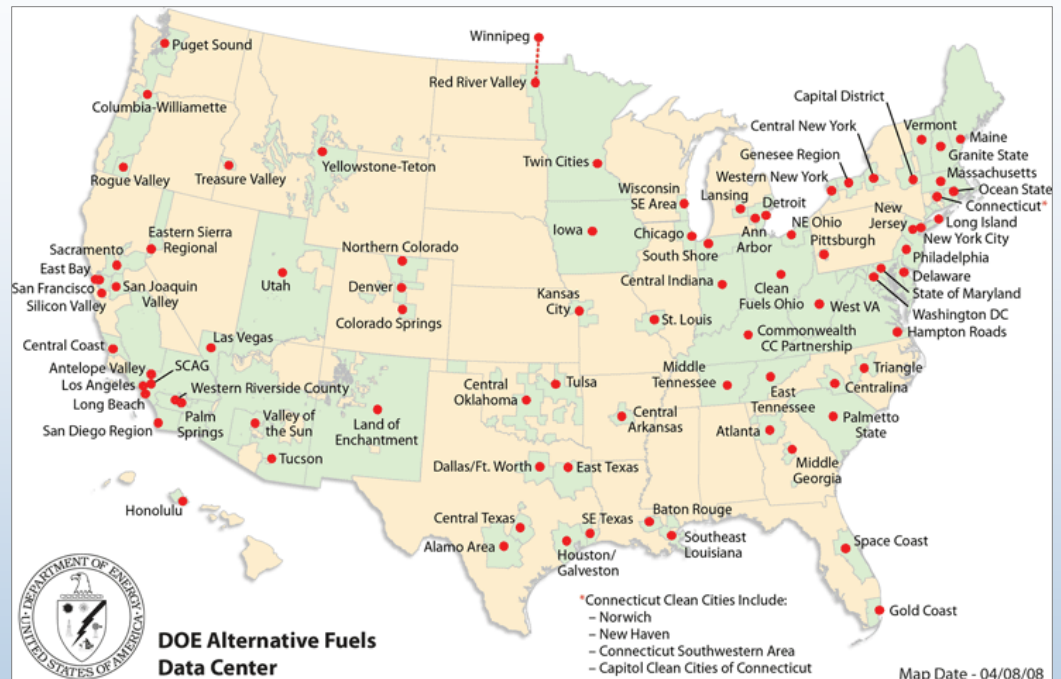 Winnipeg
Puget Sound
Red River Valley
Columbia-Williamette
Capital District
Central New York
Vermont
Maine
Genesee Region
Granite State
Twin Cities
Yellowstone-Teton
Western New York
Massachusetts
Rogue Valley
Treasure Valley
Wisconsin
SE Area
Lansing
Detroit
Ocean State
Connecticut*
New
Jersey
Long Island
Eastern Sierra
Regional
Iowa
Chicago
Ann
Arbor
NE Ohio
Pittsburgh
New York City
Sacramento
Northern Colorado
South Shore
Philadelphia
East Bay
Utah
Denver
Central Indiana
Clean
Fuels Ohio
Delaware
San Francisco
San Joaquin
Valley
Kansas
City
West VA
State of Maryland
Silicon Valley
Colorado Springs
St. Louis
Washington DC
Las Vegas
Commonwealth
CC Partnership
Hampton Roads
Central Coast
Antelope Valley
SCAG
Middle
Tennessee
Triangle
Los Angeles
Western Riverside County
Central
Oklahoma
Tulsa
East
Tennessee
Centralina
Long Beach
Palm
Springs
Valley of
the Sun
Land of
Enchantment
Central
Arkansas
Atlanta
Palmetto
State
San Diego Region
Tucson
Dallas/Ft. Worth
East Texas
Middle
Georgia
Honolulu
Central Texas
SE Texas
Baton Rouge
Alamo Area
Houston/
Galveston
Southeast
Louisiana
Space Coast
Gold Coast
*Connecticut Clean Cities Include:
– Norwich
– New Haven
– Connecticut Southwestern Area
– Capitol Clean Cities of Connecticut
DEPARTMENT OF ENERGY
UNITED STATES OF AMERICA
DOE Alternative Fuels
Data Center
Map Date - 04/08/08